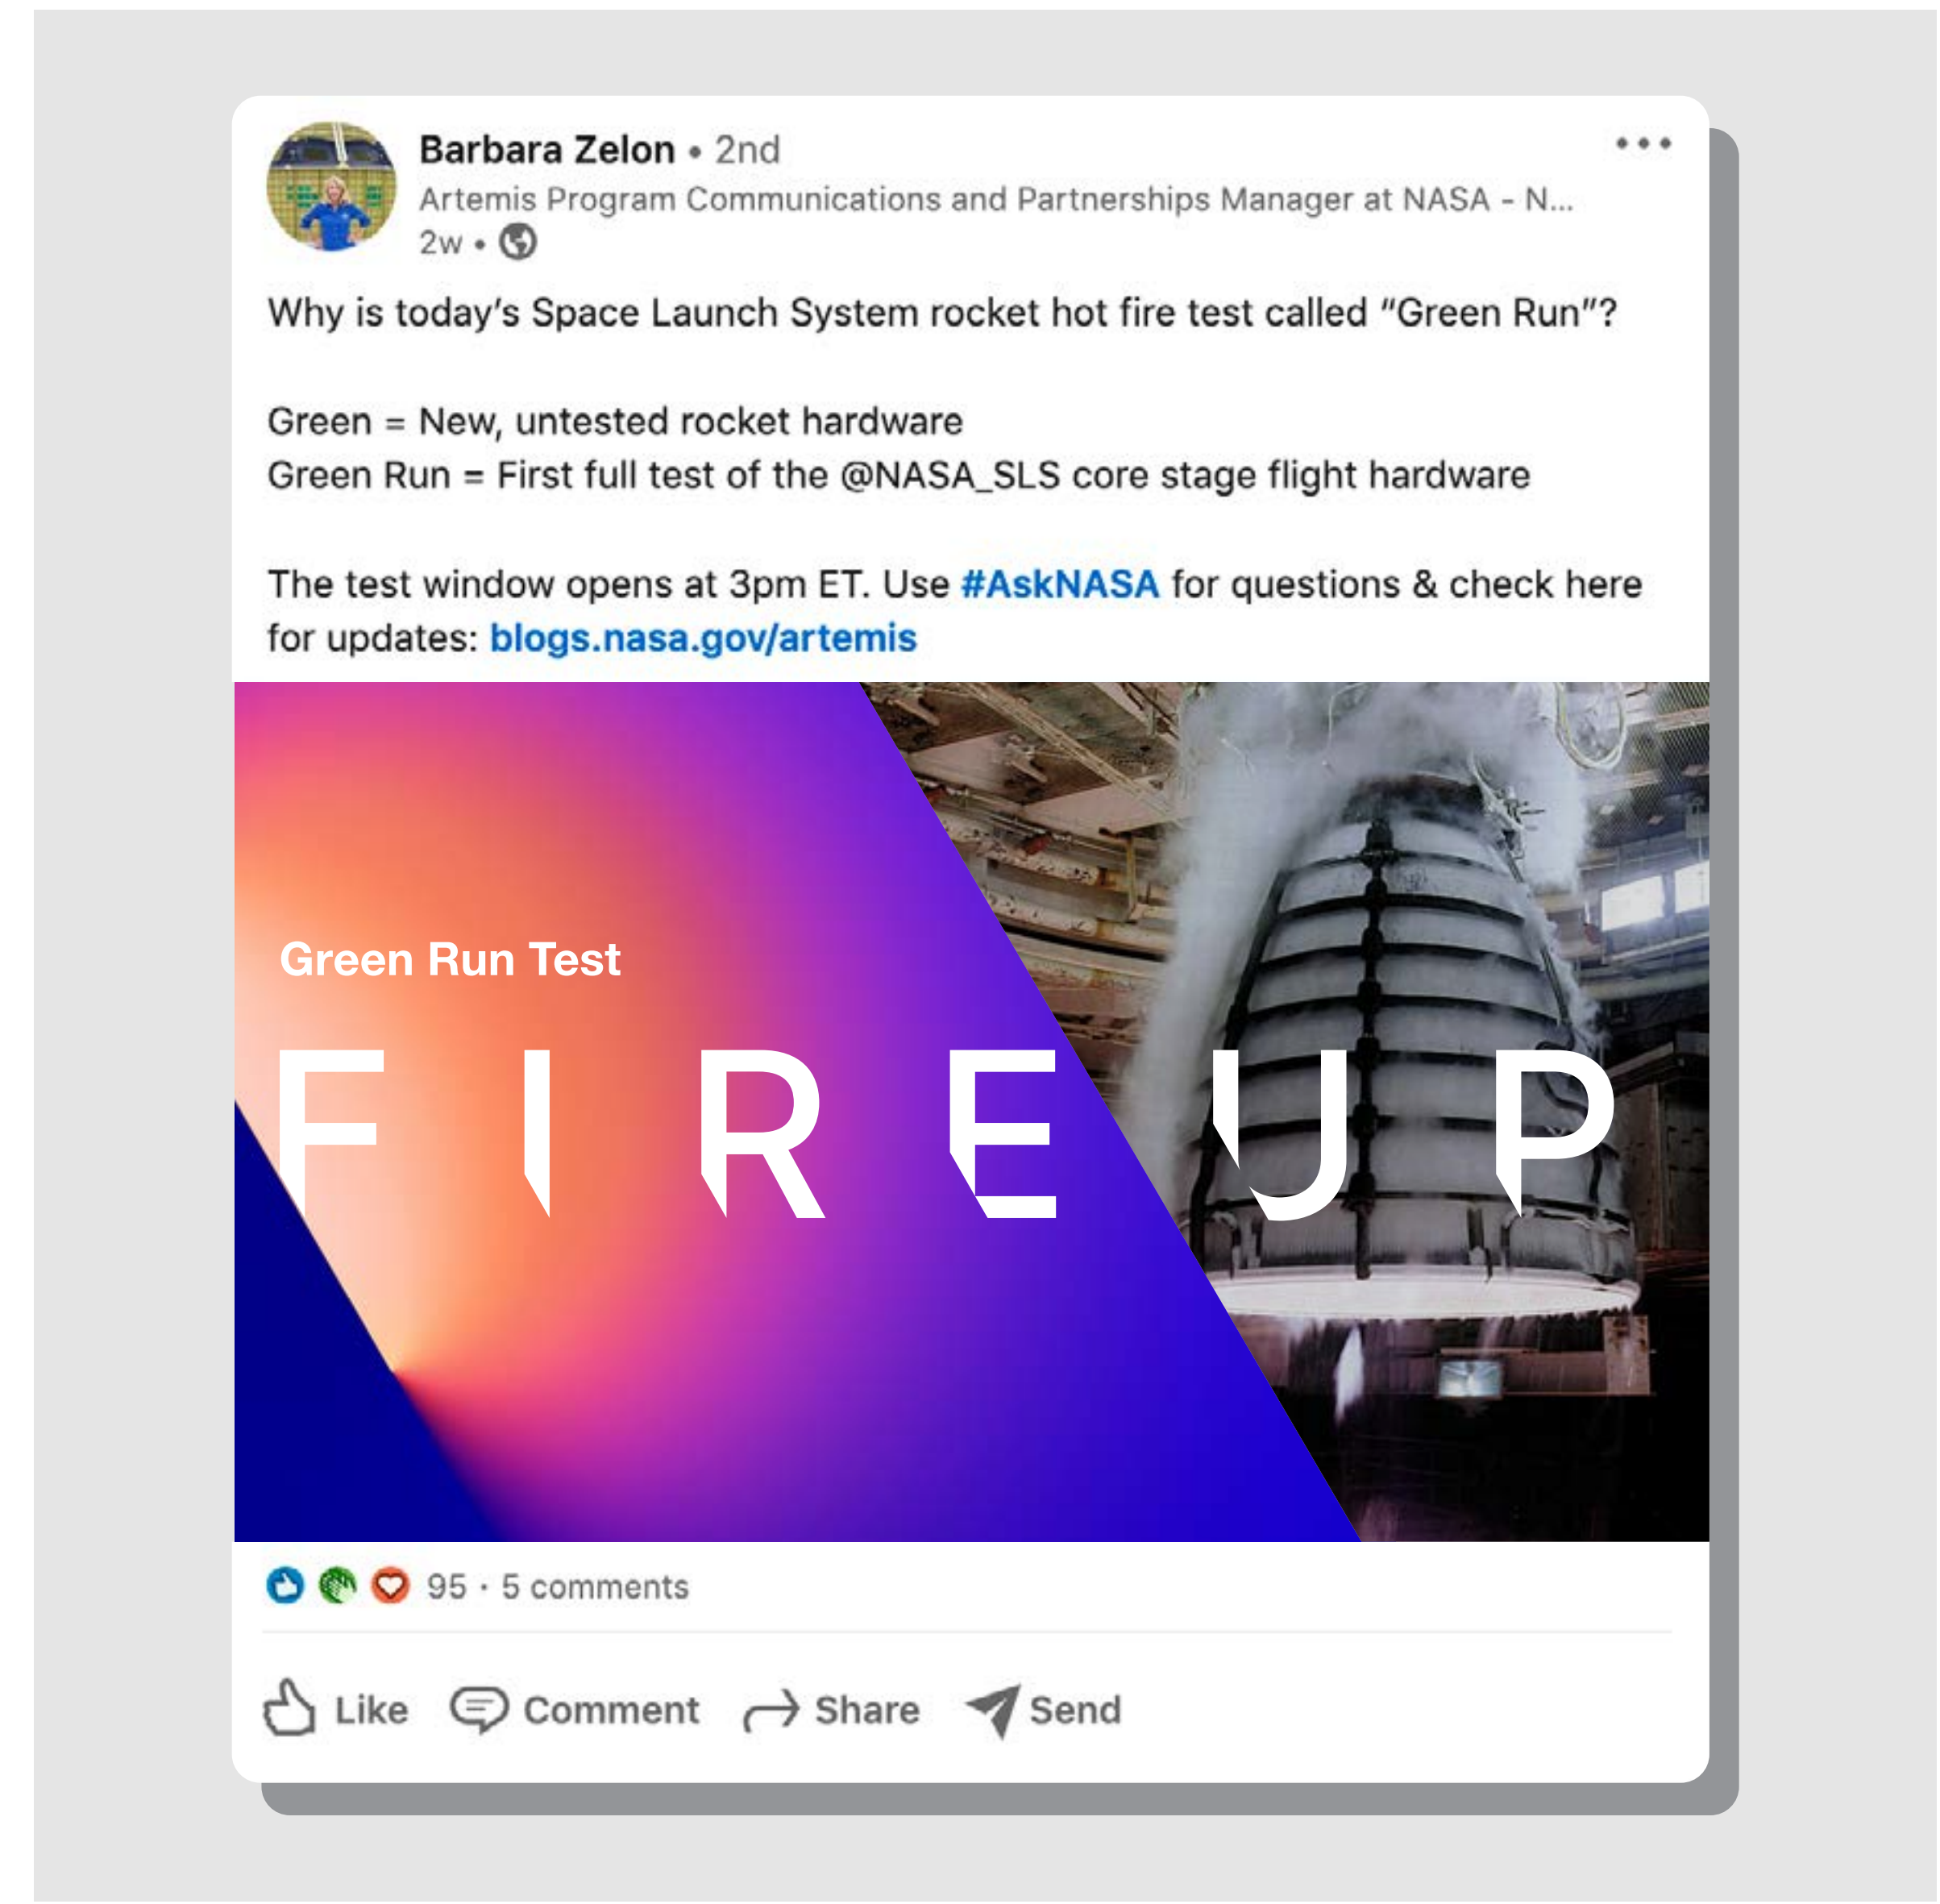 Barbara Zelon • 2nd
Artemis Program Communications and Partnerships Manager at NASA - N...
2w •
Why is today's Space Launch System rocket hot fire test called “Green Run”?
Green = New, untested rocket hardware
Green Run = First full test of the @NASA_SLS core stage flight hardware
The test window opens at 3pm ET. Use #AskNASA for questions & check here
for updates: blogs.nasa.gov/artemis
Green Run Test
FIRE UP
95 · 5 comments
Like Comment Share Send